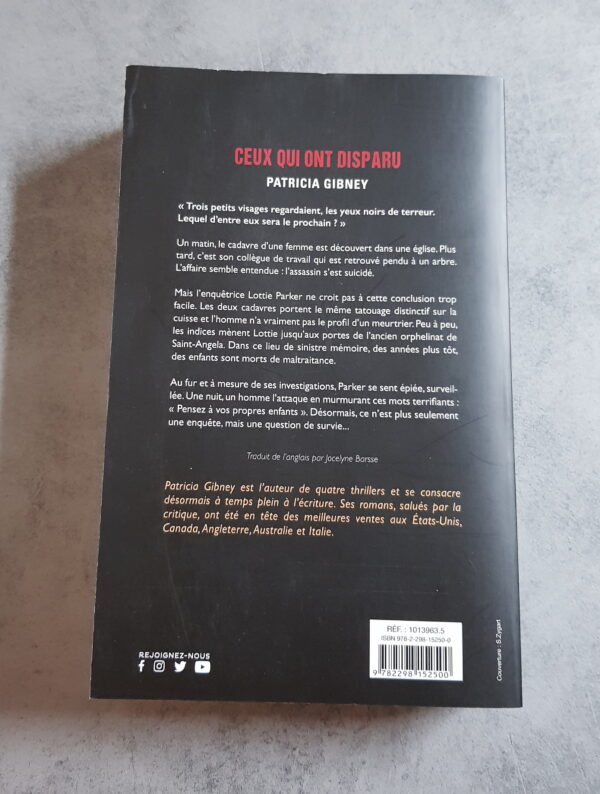 CEUX QUI ONT DISPARU
PATRICIA GIBNEY
« Trois petits visages regardaient, les yeux noirs de terreur.
Lequel d'entre eux sera le prochain ? »
Un matin, le cadavre d'une femme est découvert dans une église. Plus
tard, c'est son collègue de travail qui est retrouvé pendu à un arbre.
L'affaire semble entendue : l'assassin s'est suicidé.
Mais l'enquêtrice Lottie Parker ne croit pas à cette conclusion trop
facile. Les deux cadavres portent le même tatouage distinctif sur la
cuisse et l'homme n'a vraiment pas le profil d'un meurtrier. Peu à peu,
les indices mènent Lottie jusqu'aux portes de l'ancien orphelinat de
Saint-Angela. Dans ce lieu de sinistre mémoire, des années plus tôt,
des enfants sont morts de maltraitance.
Au fur et à mesure de ses investigations, Parker se sent épiée, surveil-
lée. Une nuit, un homme l'attaque en murmurant ces mots terrifiants :
« Pensez à vos propres enfants ». Désormais, ce n'est plus seulement
une enquête, mais une question de survie...
Traduit de l'anglais par Jocelyne Barsse
Patricia Gibney est l'auteur de quatre thrillers et se consacre
désormais à temps plein à l'écriture. Ses romans, salués par la
critique, ont été en tête des meilleures ventes aux États-Unis,
Canada, Angleterre, Australie et Italie.
REJOIGNEZ-NOUS
RÉF. : 1013963.5
ISBN 978-2-298-15250-0
9 782298 152500
Couverture : S.Zygart